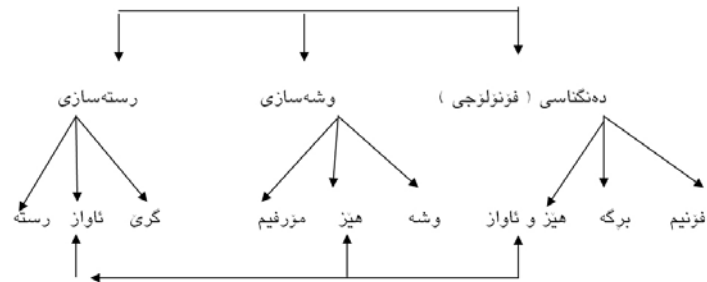 دەنگناسی ( فۆنۆلۆجی ) وشەسازی رستەسازی
فۆنیم برگە هێز و ئاواز وشە هێز مۆرفیم گرێ ئاواز رستە